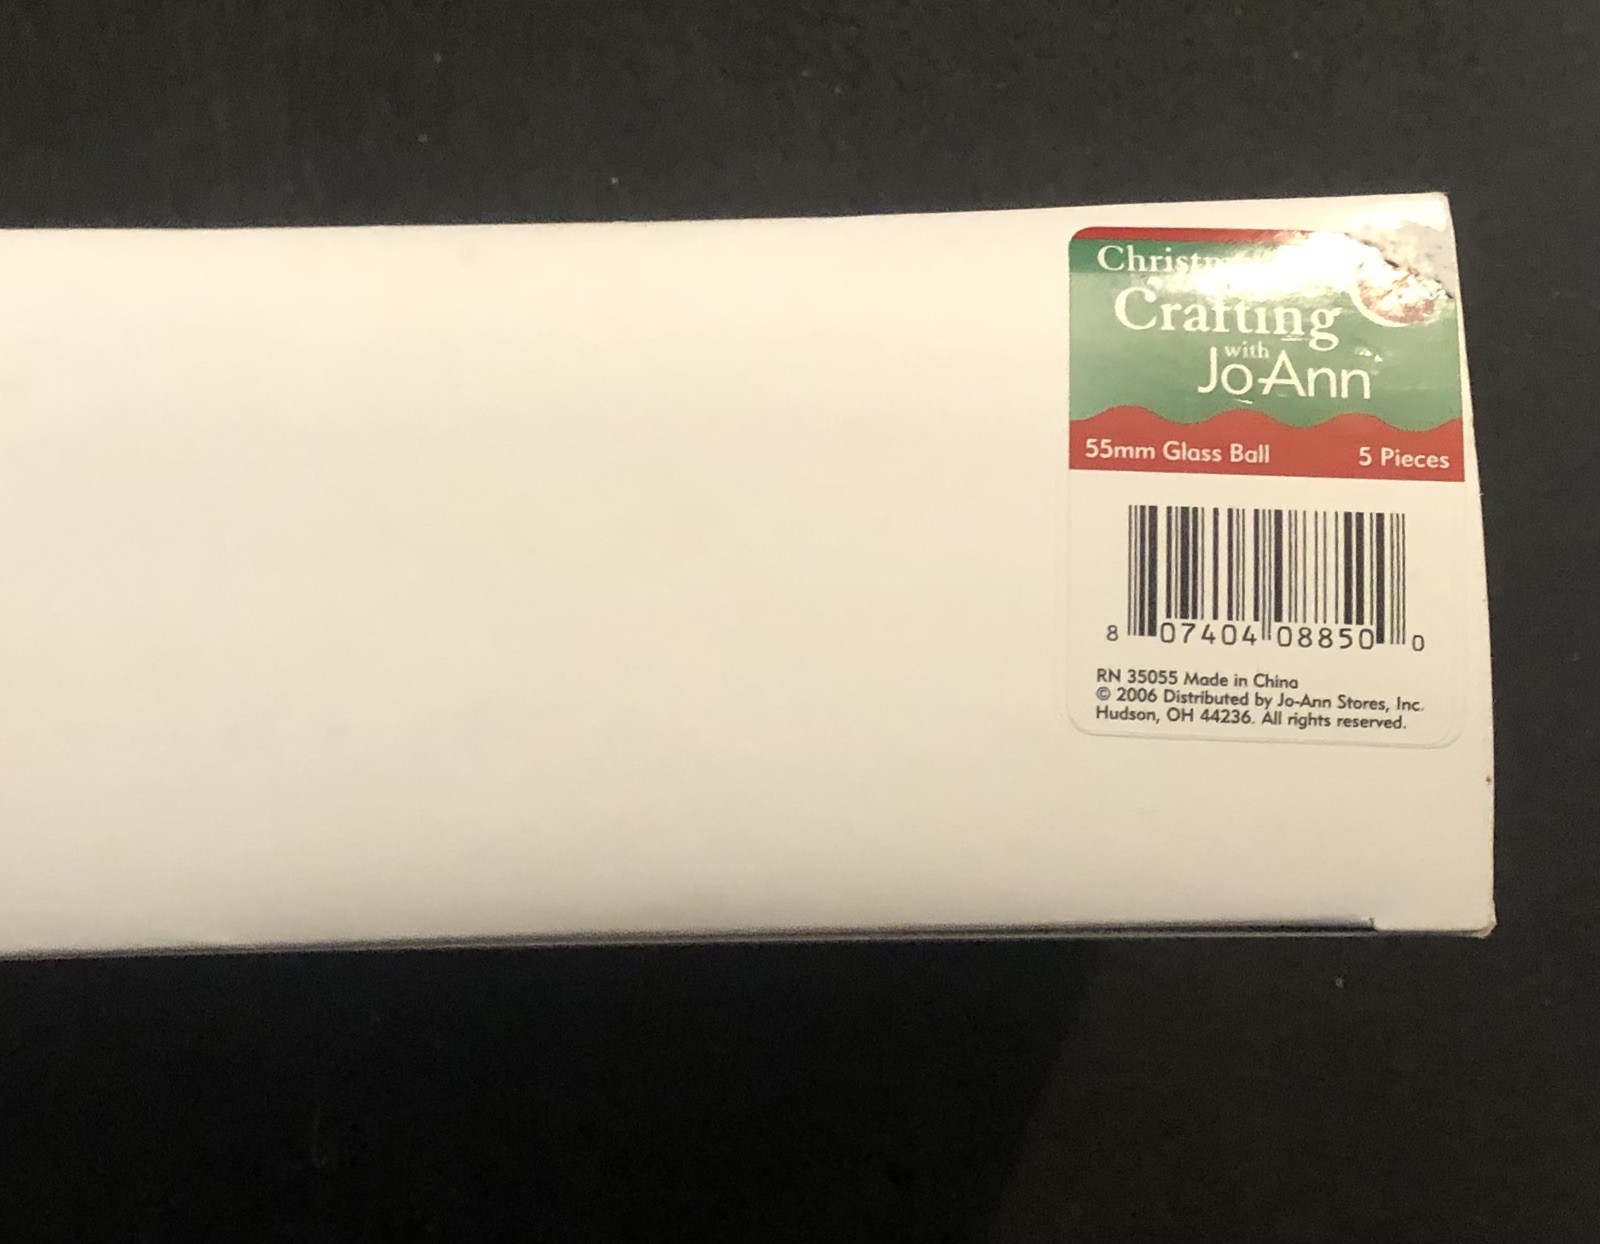 Crafting
with
Jo-Ann
55mm Glass Ball 5 Pieces
8 07404 08850 0
RN 35055 Made in China
© 2006 Distributed by Jo-Ann Stores, Inc.
Hudson, OH 44236. All rights reserved.